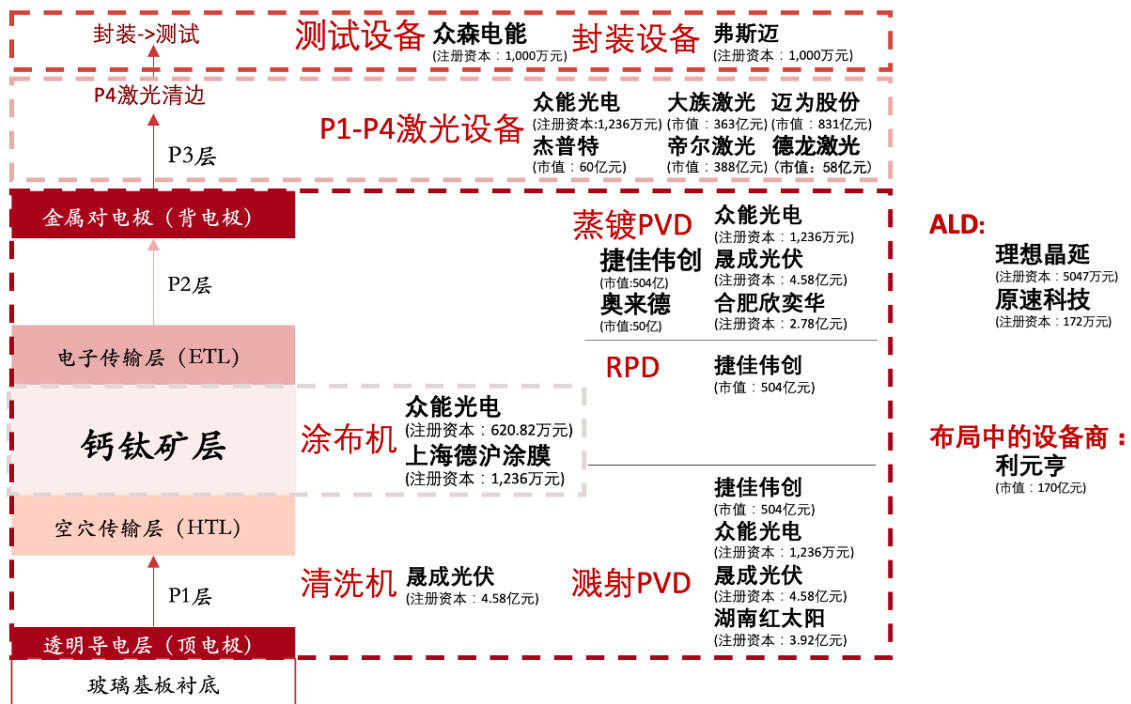 封装->测试
测试设备
众森电能
(注册资本：1,000万元)
封装设备
弗斯迈
(注册资本：1,000万元)
P4激光清边
P3层
P1-P4激光设备
众能光电
(注册资本:1,236万元)
大族激光
(市值：363亿元)
迈为股份
(市值：831亿元)
杰普特
(市值：60亿元)
帝尔激光
(市值：388亿元)
德龙激光
(市值：58亿元)
金属对电极（背电极）
P2层
蒸镀PVD
众能光电
(注册资本：1,236万元)
捷佳伟创
(市值:504亿)
晟成光伏
(注册资本：4.58亿元)
奥来德
(市值:50亿)
合肥欣奕华
(注册资本：2.78亿元)
ALD:
理想晶延
(注册资本：5047万元)
原速科技
(注册资本：172万元)
电子传输层（ETL）
RPD
捷佳伟创
(市值：504亿元)
钙钛矿层
涂布机
众能光电
(注册资本：620.82万元)
上海德沪涂膜
(注册资本：1,236万元)
布局中的设备商：
利元亨
(市值：170亿元)
空穴传输层（HTL）
P1层
清洗机
晟成光伏
(注册资本：4.58亿元)
溅射PVD
捷佳伟创
(市值：504亿元)
众能光电
(注册资本：1,236万元)
晟成光伏
(注册资本：4.58亿元)
湖南红太阳
(注册资本：3.92亿元)
透明导电层（顶电极）
玻璃基板衬底